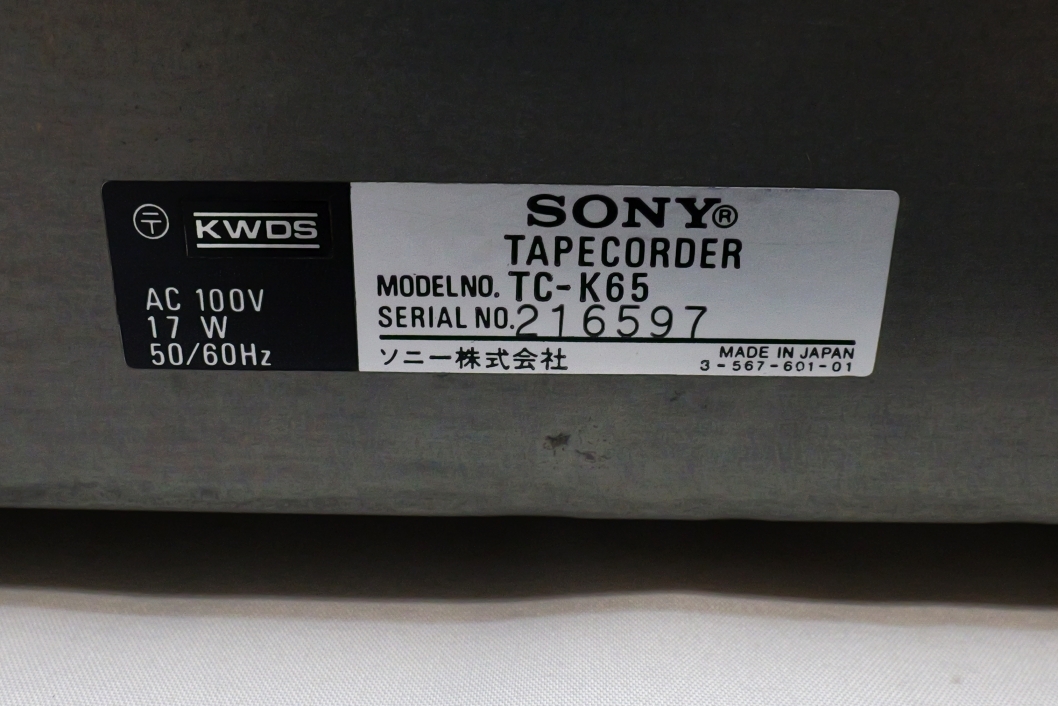 〒
KWDS
AC 100V
17 W
50/60Hz
SONY®
TAPECORDER
MODEL NO. TC-K65
SERIAL NO. 216597
ソニー株式会社
MADE IN JAPAN
3-567-601-01